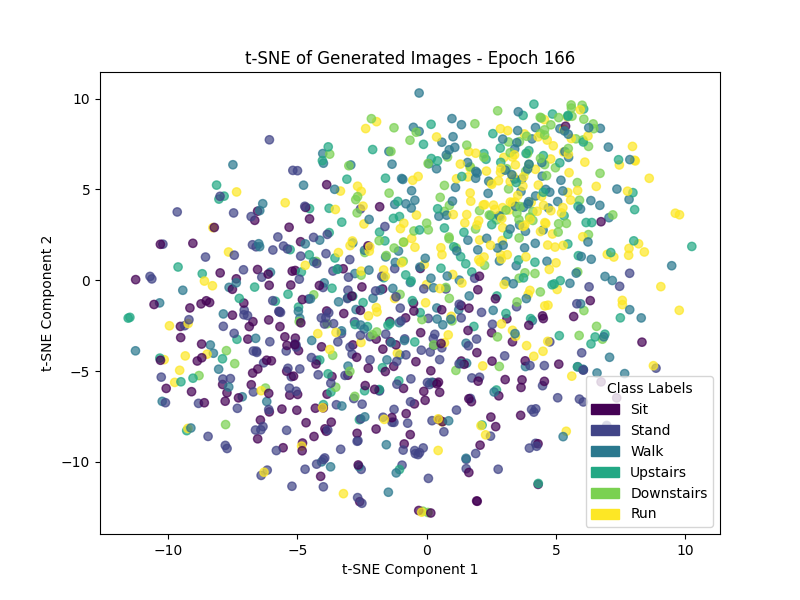 t-SNE of Generated Images - Epoch 166
10
5
0
−5
−10
t-SNE Component 2
−10
−5
0
5
10
t-SNE Component 1
Class Labels
Sit
Stand
Walk
Upstairs
Downstairs
Run